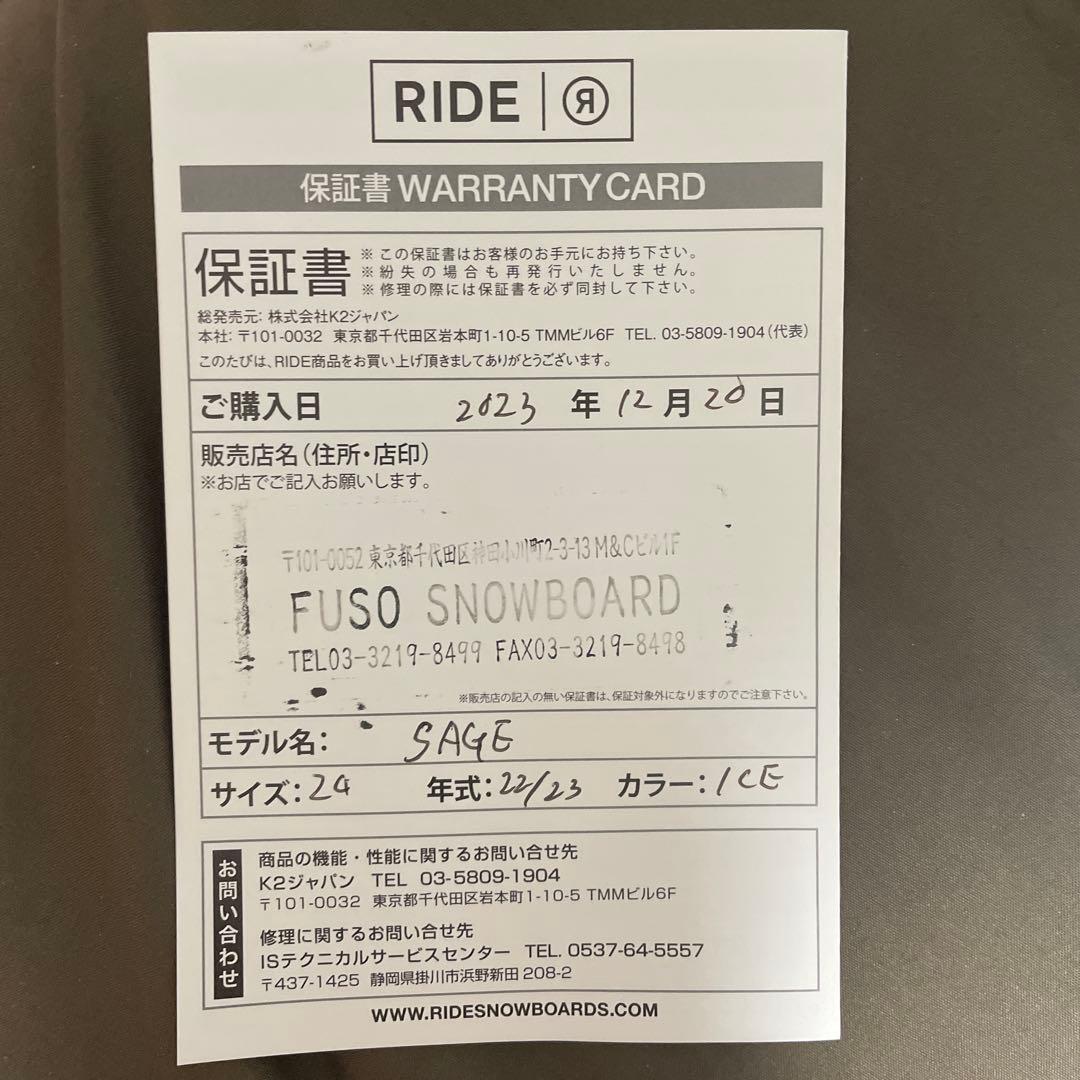 RIDE Я
保証書 WARRANTY CARD
保証書
※ この保証書はお客様のお手元にお持ち下さい。
※紛失の場合も再発行いたしません。
※ 修理の際には保証書を必ず同封して下さい。
総発売元: 株式会社K2ジャパン
本社: 〒101-0032 東京都千代田区岩本町1-10-5 TMMビル6F TEL. 03-5809-1904(代表)
このたびは、RIDE商品をお買い上げ頂きましてありがとうございます。
ご購入日 2023 年 12 月 20 日
販売店名(住所・店印)
※お店でご記入お願いします。
〒101-0052 東京都千代田区神田小川町2-3-13 M&Cビル1F
FUSO SNOWBOARD
TEL03-3219-8499 FAX03-3219-8498
※販売店の記入の無い保証書は、保証対象外になりますのでご注意下さい。
モデル名: SAGE
サイズ: 24 年式: 22/23 カラー: ICE
お問い合わせ
商品の機能・性能に関するお問い合せ先
K2ジャパン TEL 03-5809-1904
〒101-0032 東京都千代田区岩本町1-10-5 TMMビル6F
修理に関するお問い合せ先
ISテクニカルサービスセンター TEL. 0537-64-5557
〒437-1425 静岡県掛川市浜野新田 208-2
WWW.RIDESNOWBOARDS.COM